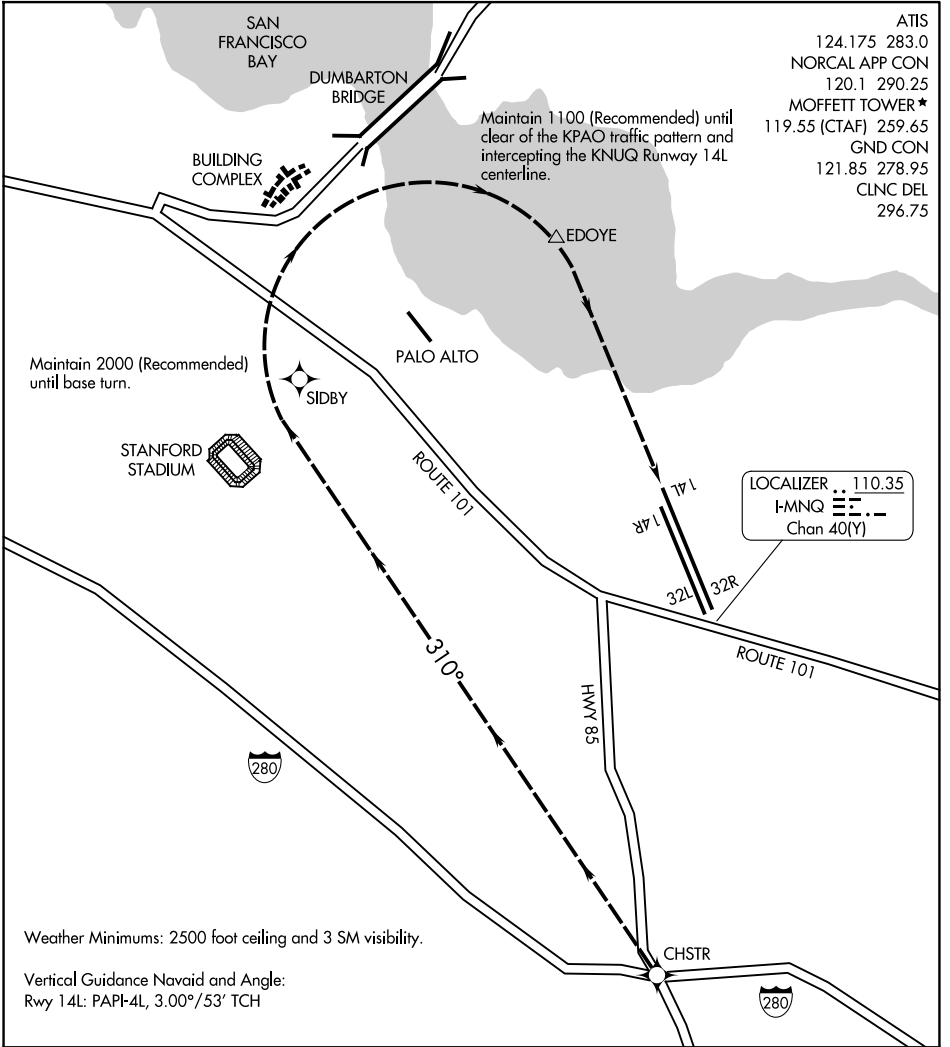 SAN
FRANCISCO
BAY
DUMBARTON
BRIDGE
BUILDING
COMPLEX
ATIS
124.175 283.0
NORCAL APP CON
120.1 290.25
MOFFETT TOWER★
119.55 (CTAF) 259.65
GND CON
121.85 278.95
CLNC DEL
296.75
Maintain 1100 (Recommended) until
clear of the KPAO traffic pattern and
intercepting the KNUQ Runway 14L
centerline.
EDOYE
PALO ALTO
Maintain 2000 (Recommended)
until base turn.
SIDBY
STANFORD
STADIUM
ROUTE 101
14L
14R
LOCALIZER 110.35
I-MNQ
Chan 40(Y)
32L
32R
ROUTE 101
310°
HWY 85
280
Weather Minimums: 2500 foot ceiling and 3 SM visibility.
Vertical Guidance Navaid and Angle:
Rwy 14L: PAPI-4L, 3.00°/53' TCH
CHSTR
280